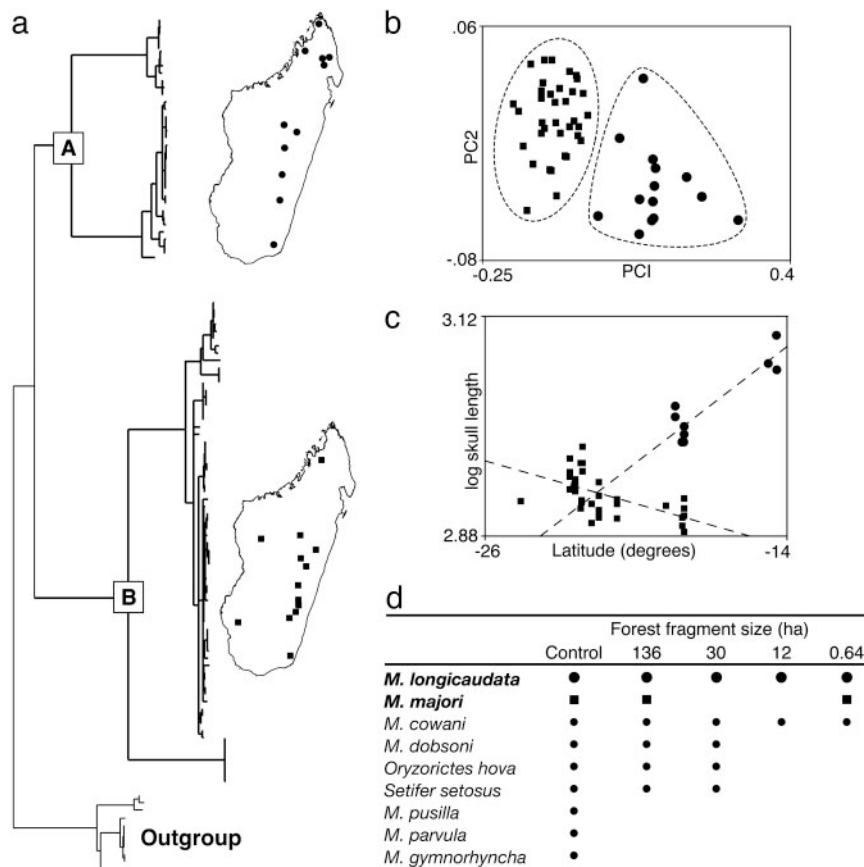 a
A
B
Outgroup
b
.06
PC2
-.08
-0.25
PCI
0.4
c
3.12
log skull length
2.88
-26
Latitude (degrees)
-14
d
Forest fragment size (ha)
Control 136 30 12 0.64
M. longicaudata
M. majori
M. cowani
M. dobsoni
Oryzorictes hova
Setifer setosus
M. pusilla
M. parvula
M. gymnorhyncha